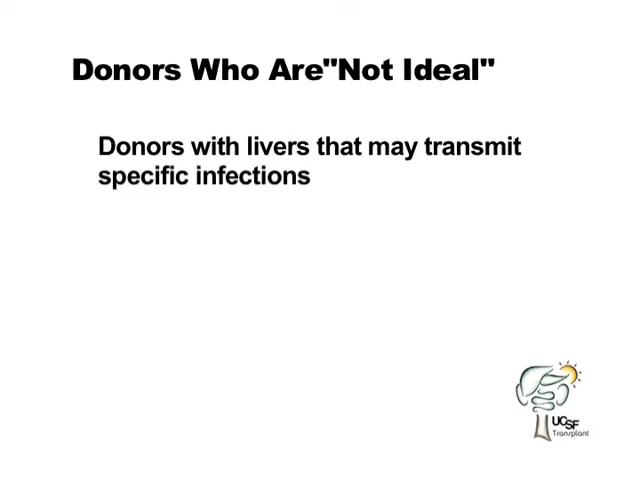 Donors Who Are"Not Ideal"
Donors with livers that may transmit
specific infections
UCSF
Transplant